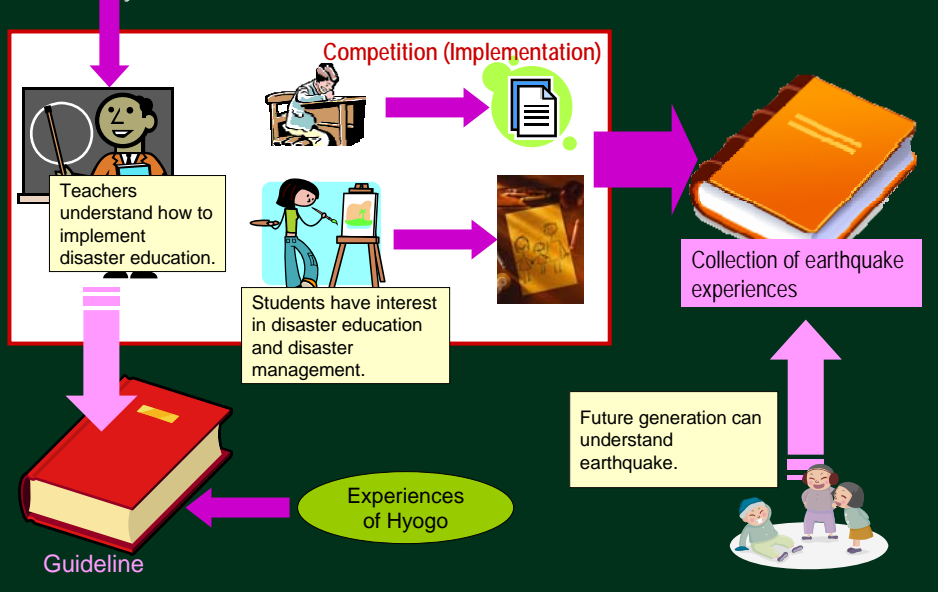 Competition (Implementation)
Teachers
understand how to
implement
disaster education.
Students have interest
in disaster education
and disaster
management.
Collection of earthquake
experiences
Future generation can
understand
earthquake.
Experiences
of Hyogo
Guideline